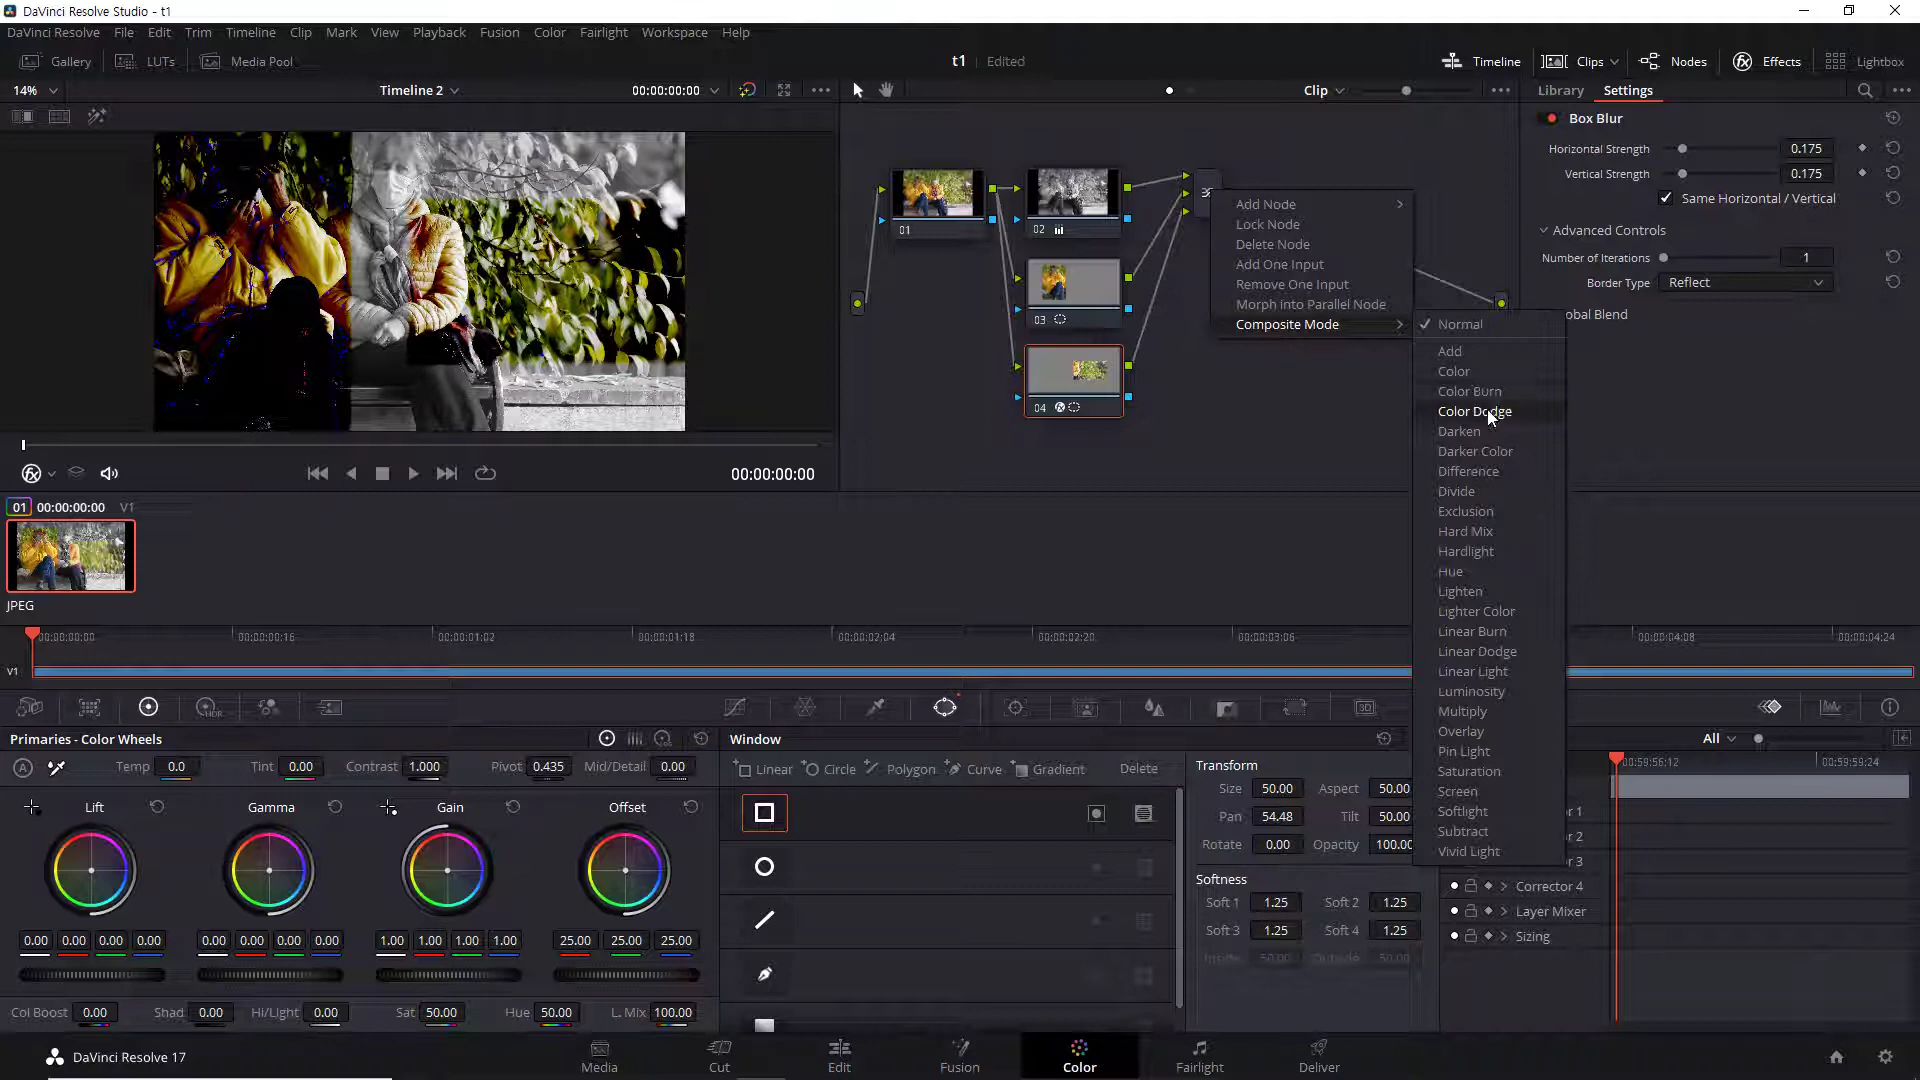 DaVinci Resolve Studio - t1
DaVinci Resolve File Edit Trim Timeline Clip Mark View Playback Fusion Color Fairlight Workspace Help
Gallery LUTs Media Pool t1 Edited Timeline Clips Nodes Effects Lightbox
14% Timeline 2 00:00:00:00 Clip Library Settings
Box Blur
Horizontal Strength 0.175
Vertical Strength 0.175
Same Horizontal / Vertical
Advanced Controls
Number of Iterations 1
Border Type Reflect
obal Blend
01
02
03
04
Add Node
Lock Node
Delete Node
Add One Input
Remove One Input
Morph into Parallel Node
Composite Mode
Normal
Add
Color
Color Burn
Color Dodge
Darken
Darker Color
Difference
Divide
Exclusion
Hard Mix
Hardlight
Hue
Lighten
Lighter Color
Linear Burn
Linear Dodge
Linear Light
Luminosity
Multiply
Overlay
Pin Light
Saturation
Screen
Softlight
Subtract
Vivid Light
00:00:00:00
01 00:00:00:00 V1
JPEG
00:00:00:00 00:00:00:16 00:00:01:02 00:00:01:18 00:00:02:04 00:00:02:20 00:00:03:06 00:00:04:08 00:00:04:24
V1
HDR 3D
Primaries - Color Wheels
A Temp 0.0 Tint 0.00 Contrast 1.000 Pivot 0.435 Mid/Detail 0.00
Lift Gamma Gain Offset
0.00 0.00 0.00 0.00 0.00 0.00 0.00 0.00 1.00 1.00 1.00 1.00 25.00 25.00 25.00
Col Boost 0.00 Shad 0.00 Hi/Light 0.00 Sat 50.00 Hue 50.00 L. Mix 100.00
Window
Linear Circle Polygon Curve Gradient Delete
Transform
Size 50.00 Aspect 50.00
Pan 54.48 Tilt 50.00
Rotate 0.00 Opacity 100.00
Softness
Soft 1 1.25 Soft 2 1.25
Soft 3 1.25 Soft 4 1.25
Inside 50.00 Outside 50.00
All
00:59:56:12 00:59:59:24
or 1
or 2
or 3
Corrector 4
Layer Mixer
Sizing
DaVinci Resolve 17
Media Cut Edit Fusion Color Fairlight Deliver